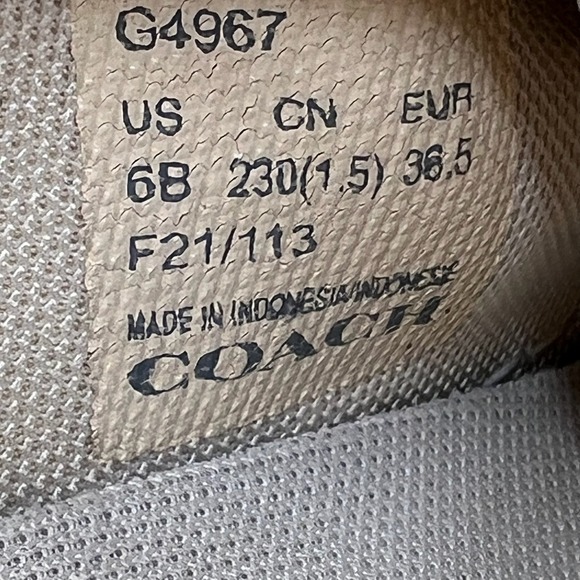 G4967
US CN EUR
6B 230(1.5) 36.5
F21/113
MADE IN INDONESIA/INDONESIE
COACH